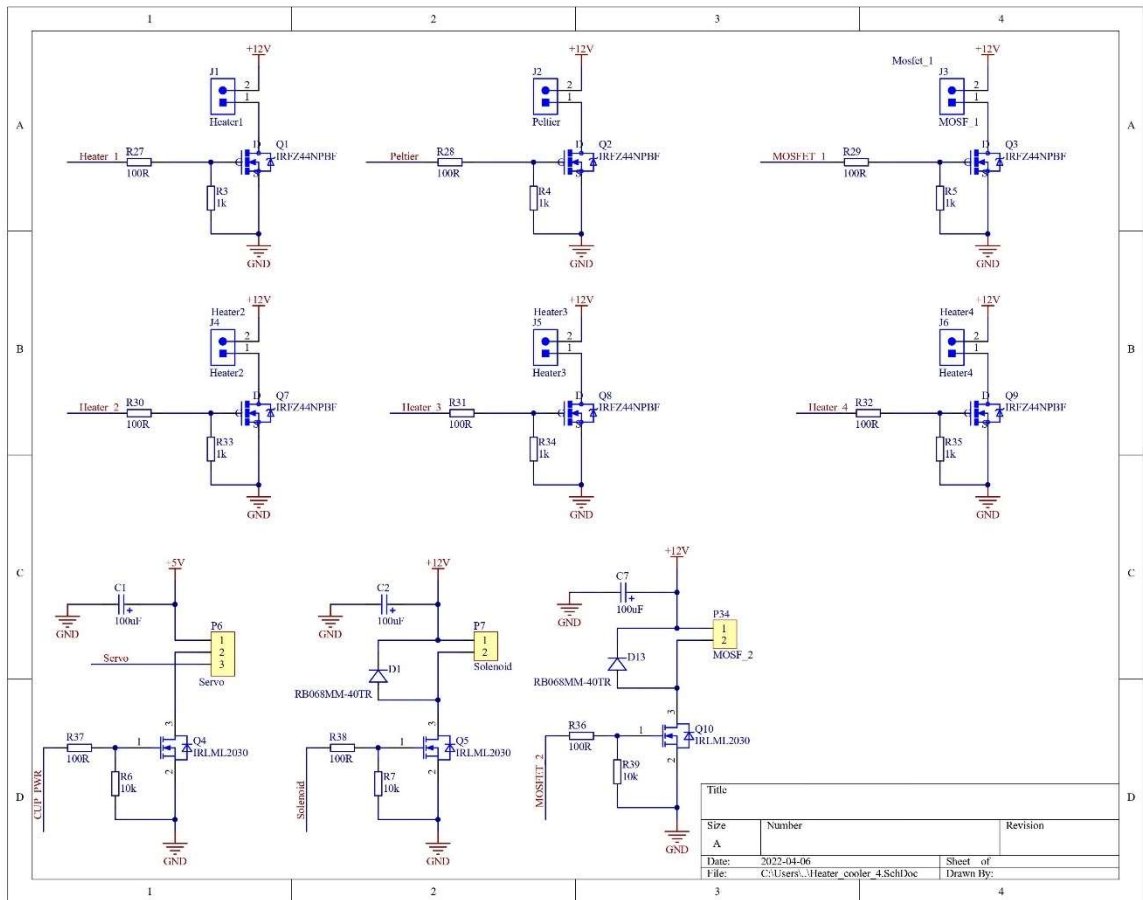 1 2 3 4
A
+12V
J1
2
1
Heater1
Heater_1
R27
100R
D
G
S
Q1
IRFZ44NPBF
R3
1k
GND
+12V
J2
2
1
Peltier
Peltier
R28
100R
D
G
S
Q2
IRFZ44NPBF
R4
1k
GND
Mosfet_1
+12V
J3
2
1
MOSF_1
MOSFET_1
R29
100R
D
G
S
Q3
IRFZ44NPBF
R5
1k
GND
A
B
+12V
Heater2
J4
2
1
Heater2
Heater_2
R30
100R
D
G
S
Q7
IRFZ44NPBF
R33
1k
GND
+12V
Heater3
J5
2
1
Heater3
Heater_3
R31
100R
D
G
S
Q8
IRFZ44NPBF
R34
1k
GND
+12V
Heater4
J6
2
1
Heater4
Heater_4
R32
100R
D
G
S
Q9
IRFZ44NPBF
R35
1k
GND
B
C
+5V
C1
+
100uF
GND
P6
1
2
3
Servo
Servo
3
1
2
Q4
IRLML2030
R37
100R
R6
10k
CUP_PWR
GND
+12V
C2
+
100uF
GND
P7
1
2
Solenoid
D1
RB068MM-40TR
3
1
2
Q5
IRLML2030
R38
100R
R7
10k
Solenoid
GND
+12V
C7
+
100uF
GND
P34
1
2
MOSF_2
D13
RB068MM-40TR
3
1
2
Q10
IRLML2030
R36
100R
R39
10k
MOSFET_2
GND
C
D
D
Title
Size Number Revision
A
Date: 2022-04-06 Sheet of
File: C:\Users\..\Heater_cooler_4.SchDoc Drawn By:
1 2 3 4